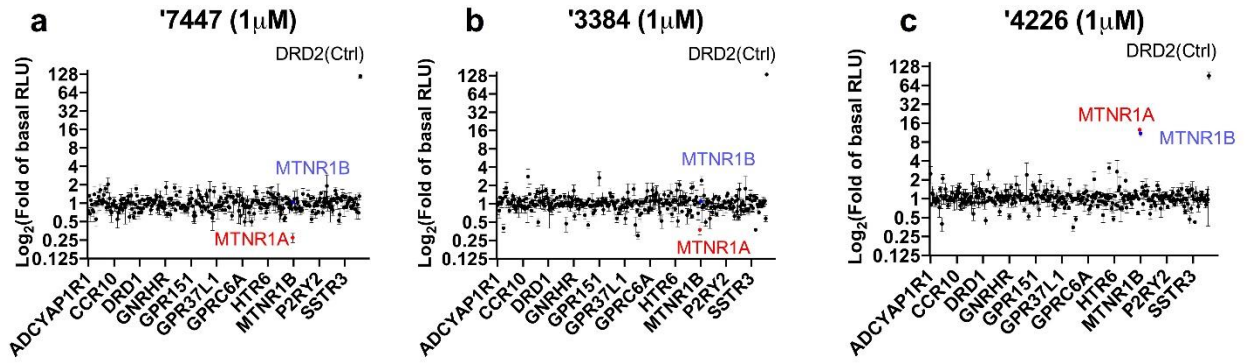 a '7447 (1µM)
DRD2(Ctrl)
Log2(Fold of basal RLU)
128
64
32
16
8
4
2
1
0.5
0.25
0.125
MTNR1B
MTNR1A
ADCYAP1R1
CCR10
DRD1
GNRHR
GPR151
GPR37L1
GPRC6A
HTR6
MTNR1B
P2RY2
SSTR3
b '3384 (1µM)
DRD2(Ctrl)
Log2(Fold of basal RLU)
128
64
32
16
8
4
2
1
0.5
0.25
0.125
MTNR1B
MTNR1A
ADCYAP1R1
CCR10
DRD1
GNRHR
GPR151
GPR37L1
GPRC6A
HTR6
MTNR1B
P2RY2
SSTR3
c '4226 (1µM)
DRD2(Ctrl)
Log2(Fold of basal RLU)
128
64
32
16
8
4
2
1
0.5
0.25
0.125
MTNR1A
MTNR1B
ADCYAP1R1
CCR10
DRD1
GNRHR
GPR151
GPR37L1
GPRC6A
HTR6
MTNR1B
P2RY2
SSTR3